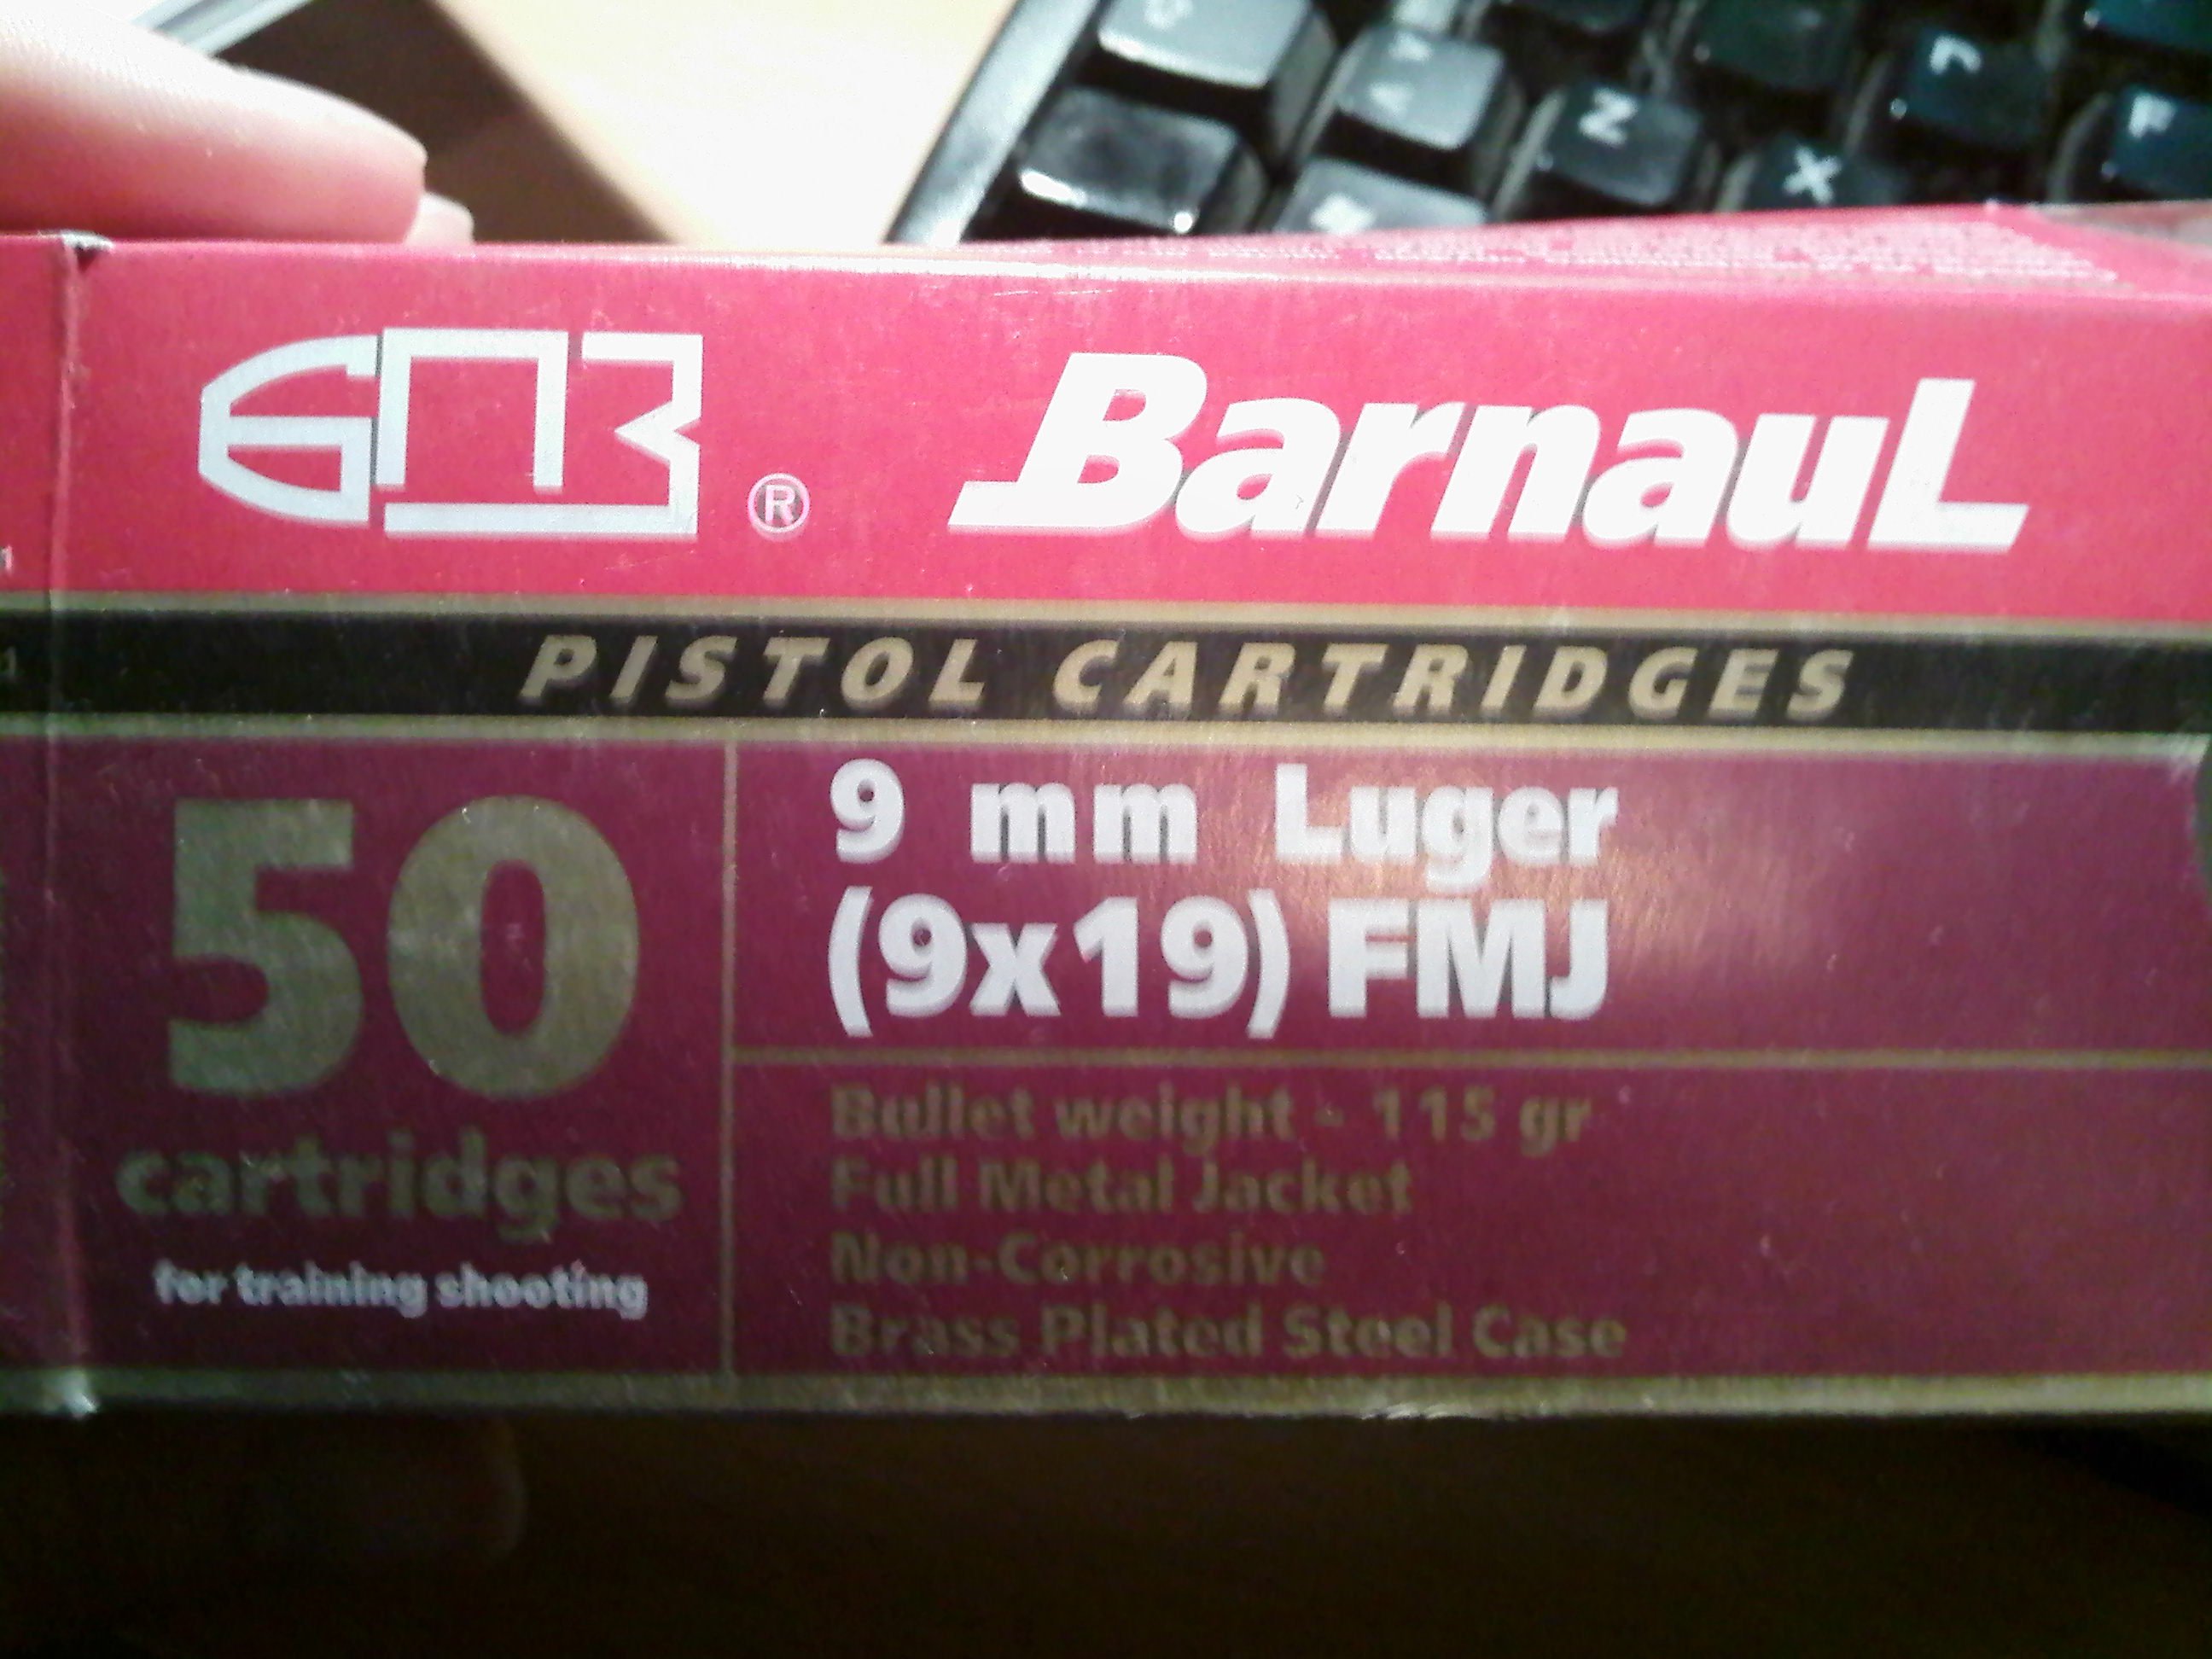 БПЗ ® BarnauL
PISTOL CARTRIDGES
50
cartridges
for training shooting
9 mm Luger
(9x19) FMJ
Bullet weight - 115 gr
Full Metal Jacket
Non-Corrosive
Brass Plated Steel Case
Z
X
F